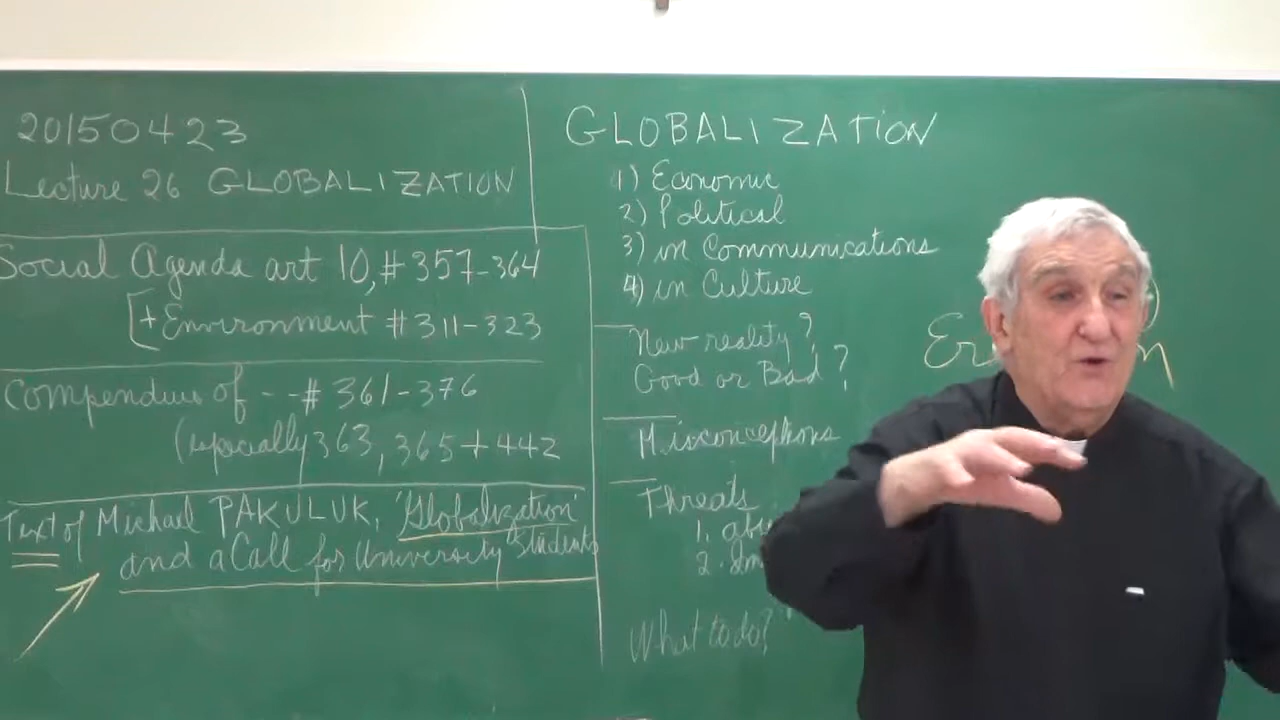 20150423
Lecture 26 GLOBALIZATION
Social Agenda art 10, # 357-364
[+Environment # 311-323
Compendium of --# 361-376
(especially 363, 365+442
Text of Michael PAKULUK, 'Globalization'
and a Call for University Students
GLOBALIZATION
1) Economic
2) Political
3) in Communications
4) in Culture
New reality?
Good or Bad?
Misconceptions
Threats
1.
2.
What to do?